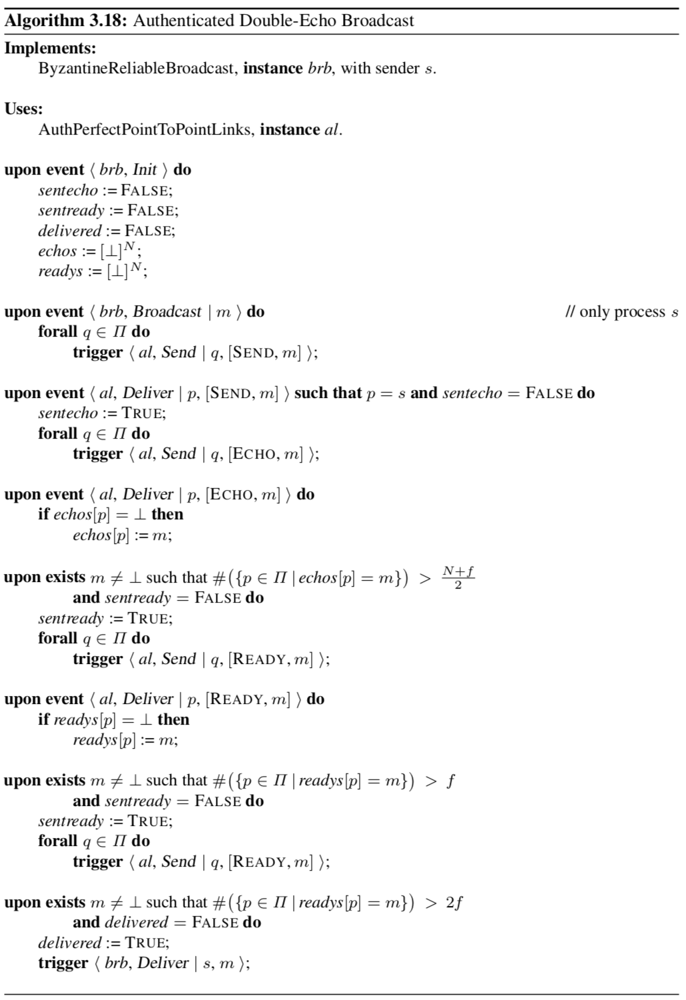 Algorithm 3.18: Authenticated Double-Echo Broadcast
Implements:
ByzantineReliableBroadcast, instance brb, with sender s.
Uses:
AuthPerfectPointToPointLinks, instance al.
upon event ⟨ brb, Init ⟩ do
sentecho := FALSE;
sentready := FALSE;
delivered := FALSE;
echos := [⊥]^N;
readys := [⊥]^N;
upon event ⟨ brb, Broadcast | m ⟩ do // only process s
forall q ∈ Π do
trigger ⟨ al, Send | q, [SEND, m] ⟩;
upon event ⟨ al, Deliver | p, [SEND, m] ⟩ such that p = s and sentecho = FALSE do
sentecho := TRUE;
forall q ∈ Π do
trigger ⟨ al, Send | q, [ECHO, m] ⟩;
upon event ⟨ al, Deliver | p, [ECHO, m] ⟩ do
if echos[p] = ⊥ then
echos[p] := m;
upon exists m ≠ ⊥ such that #({p ∈ Π | echos[p] = m}) > \frac{N+f}{2}
and sentready = FALSE do
sentready := TRUE;
forall q ∈ Π do
trigger ⟨ al, Send | q, [READY, m] ⟩;
upon event ⟨ al, Deliver | p, [READY, m] ⟩ do
if readys[p] = ⊥ then
readys[p] := m;
upon exists m ≠ ⊥ such that #({p ∈ Π | readys[p] = m}) > f
and sentready = FALSE do
sentready := TRUE;
forall q ∈ Π do
trigger ⟨ al, Send | q, [READY, m] ⟩;
upon exists m ≠ ⊥ such that #({p ∈ Π | readys[p] = m}) > 2f
and delivered = FALSE do
delivered := TRUE;
trigger ⟨ brb, Deliver | s, m ⟩;